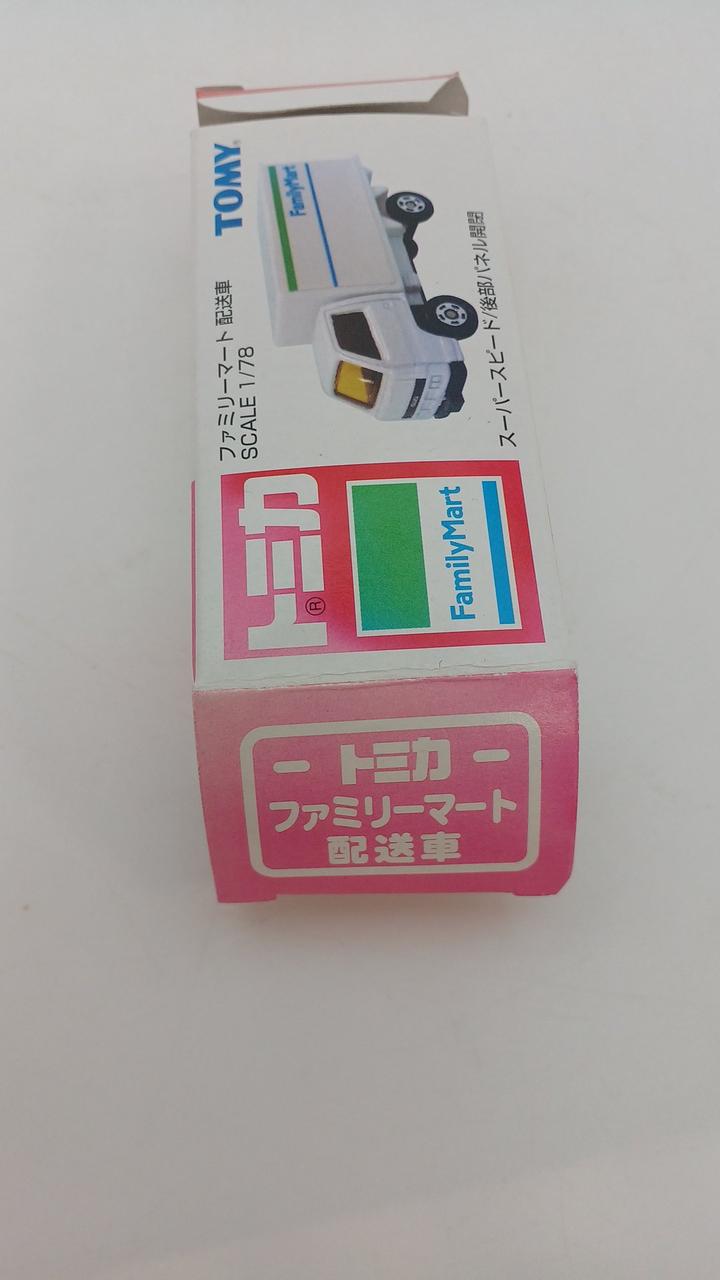 トミカ®
FamilyMart
ファミリーマート 配送車
SCALE 1/78
TOMY®
FamilyMart
スーパースピード/後部パネル開閉
- トミカ -
ファミリーマート
配送車